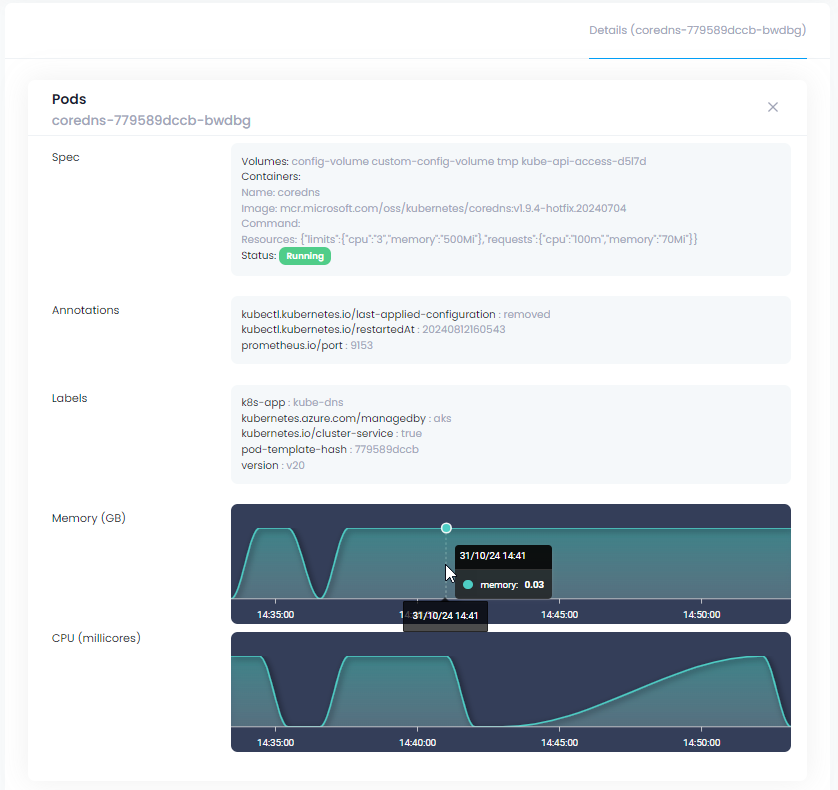 Details (coredns-779589dccb-bwdbg)
Pods
coredns-779589dccb-bwdbg
Spec
Volumes: config-volume custom-config-volume tmp kube-api-access-d5l7d
Containers:
Name: coredns
Image: mcr.microsoft.com/oss/kubernetes/coredns:v1.9.4-hotfix.20240704
Command:
Resources: {"limits":{"cpu":"3","memory":"500Mi"},"requests":{"cpu":"100m","memory":"70Mi"}}
Status: Running
Annotations
kubectl.kubernetes.io/last-applied-configuration : removed
kubectl.kubernetes.io/restartedAt : 20240812160543
prometheus.io/port : 9153
Labels
k8s-app : kube-dns
kubernetes.azure.com/managedby : aks
kubernetes.io/cluster-service : true
pod-template-hash : 779589dccb
version : v20
Memory (GB)
31/10/24 14:41
memory: 0.03
14:35:00 31/10/24 14:41 14:45:00 14:50:00
CPU (millicores)
14:35:00 14:40:00 14:45:00 14:50:00